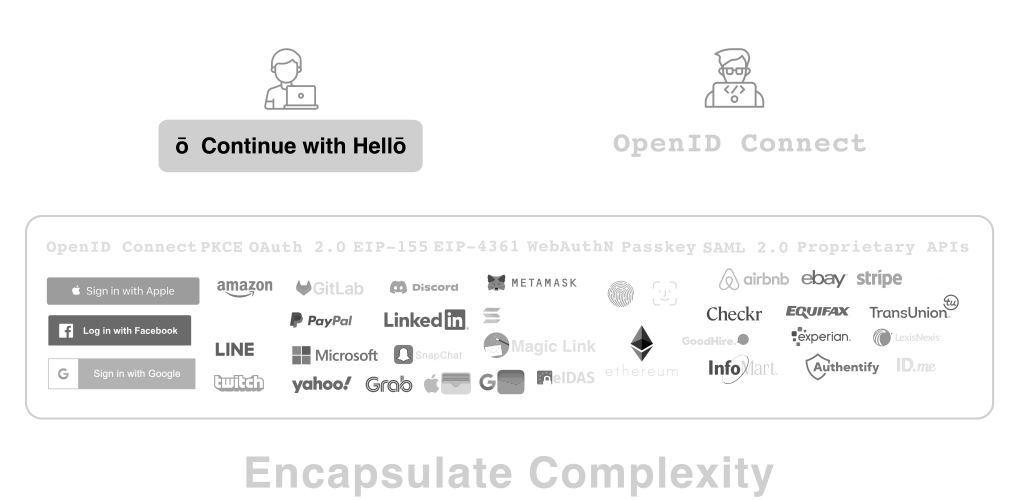 ō Continue with Hellō
OpenID Connect
OpenID Connect PKCE OAuth 2.0 EIP-155 EIP-4361 WebAuthN Passkey SAML 2.0 Proprietary APIs
Sign in with Apple
amazon
GitLab
Discord
METAMASK
airbnb
ebay
stripe
Log in with Facebook
PayPal
LinkedIn
Checkr
EQUIFAX
TransUnion
tu
LINE
Microsoft
SnapChat
Magic Link
GoodHire
experian.
LexisNexis
G Sign in with Google
twitch
yahoo!
Grab
G
eIDAS
ethereum
InfoMart
Authentify
ID.me
Encapsulate Complexity